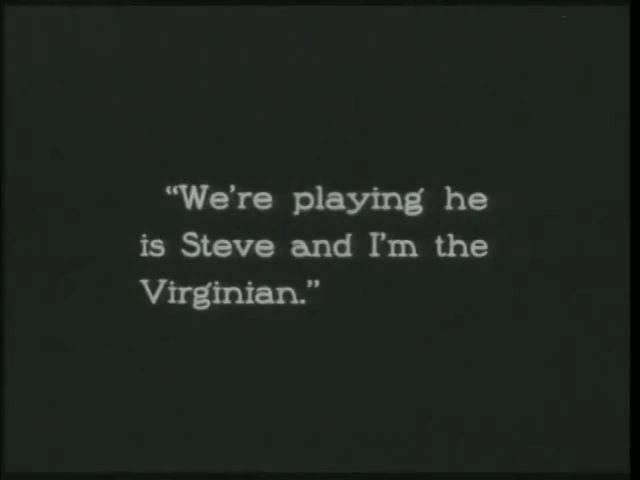 “We're playing he
is Steve and I'm the
Virginian.”